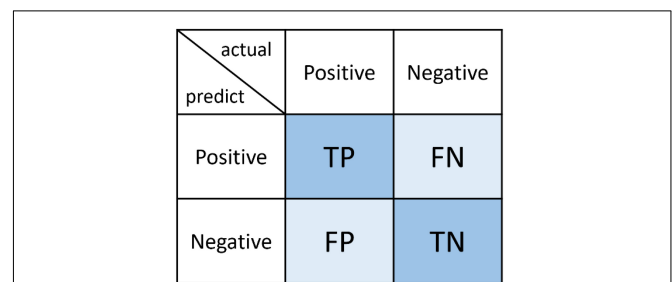 actual
predict
Positive Negative
Positive TP FN
Negative FP TN